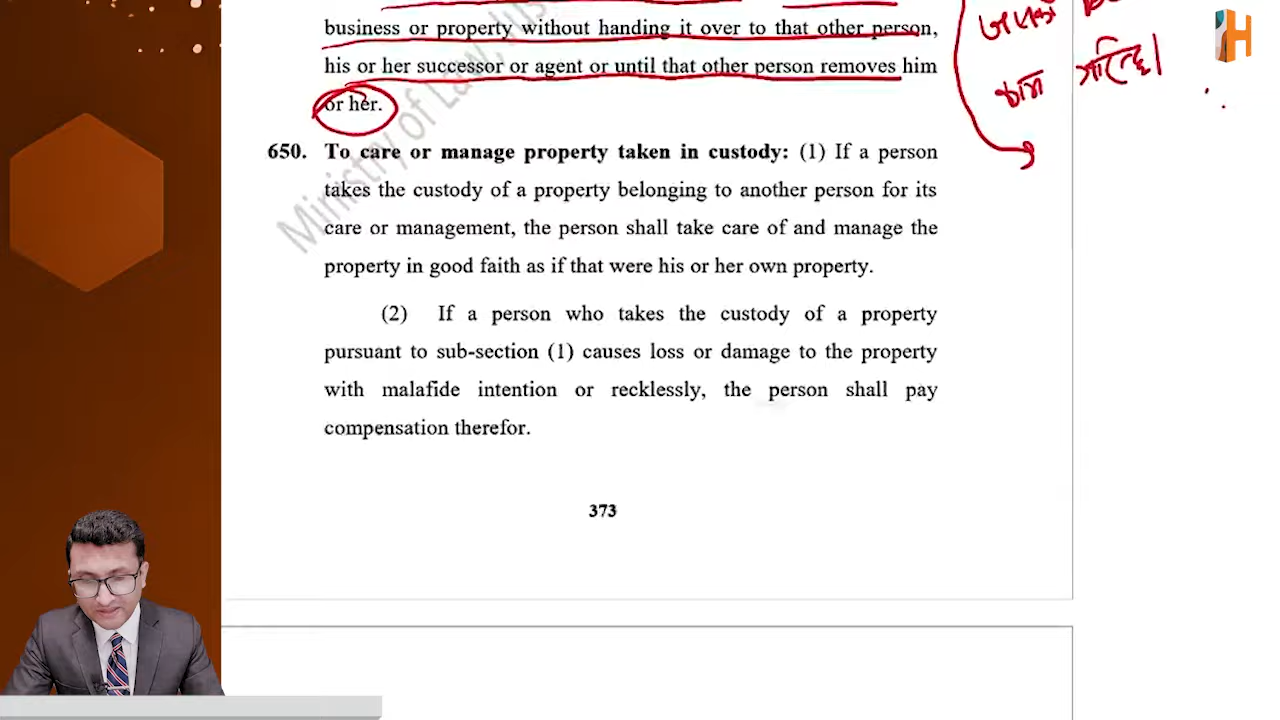 business or property without handing it over to that other person,
his or her successor or agent or until that other person removes him
or her.
650. To care or manage property taken in custody: (1) If a person
takes the custody of a property belonging to another person for its
care or management, the person shall take care of and manage the
property in good faith as if that were his or her own property.
(2) If a person who takes the custody of a property
pursuant to sub-section (1) causes loss or damage to the property
with malafide intention or recklessly, the person shall pay
compensation therefor.
373
Ministry of Law,
H